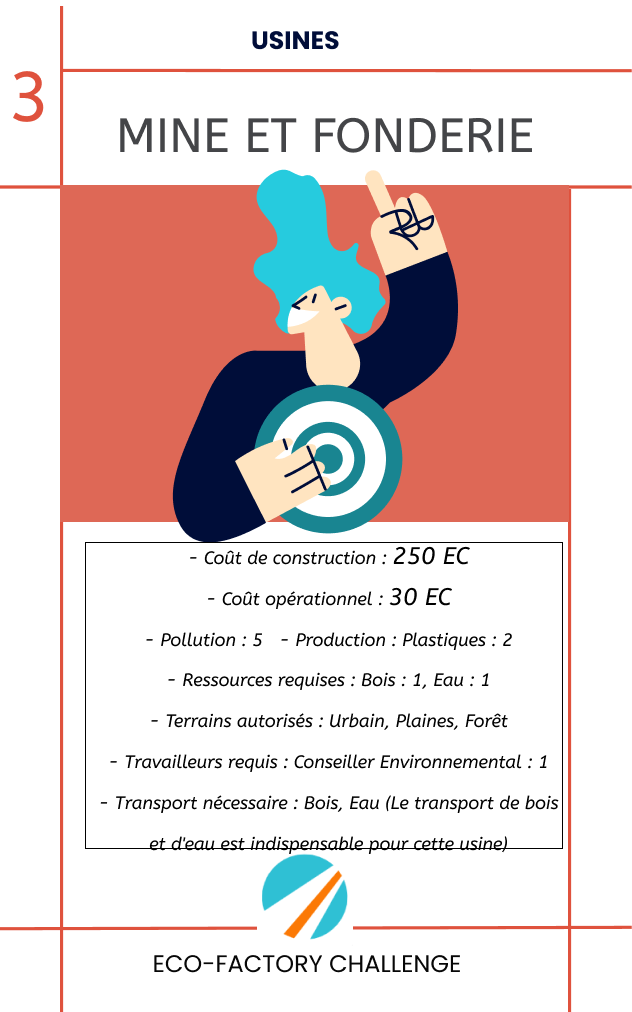 USINES
3
MINE ET FONDERIE
- Coût de construction : 250 EC
- Coût opérationnel : 30 EC
- Pollution : 5 - Production : Plastiques : 2
- Ressources requises : Bois : 1, Eau : 1
- Terrains autorisés : Urbain, Plaines, Forêt
- Travailleurs requis : Conseiller Environnemental : 1
- Transport nécessaire : Bois, Eau (Le transport de bois
et d'eau est indispensable pour cette usine)
ECO-FACTORY CHALLENGE